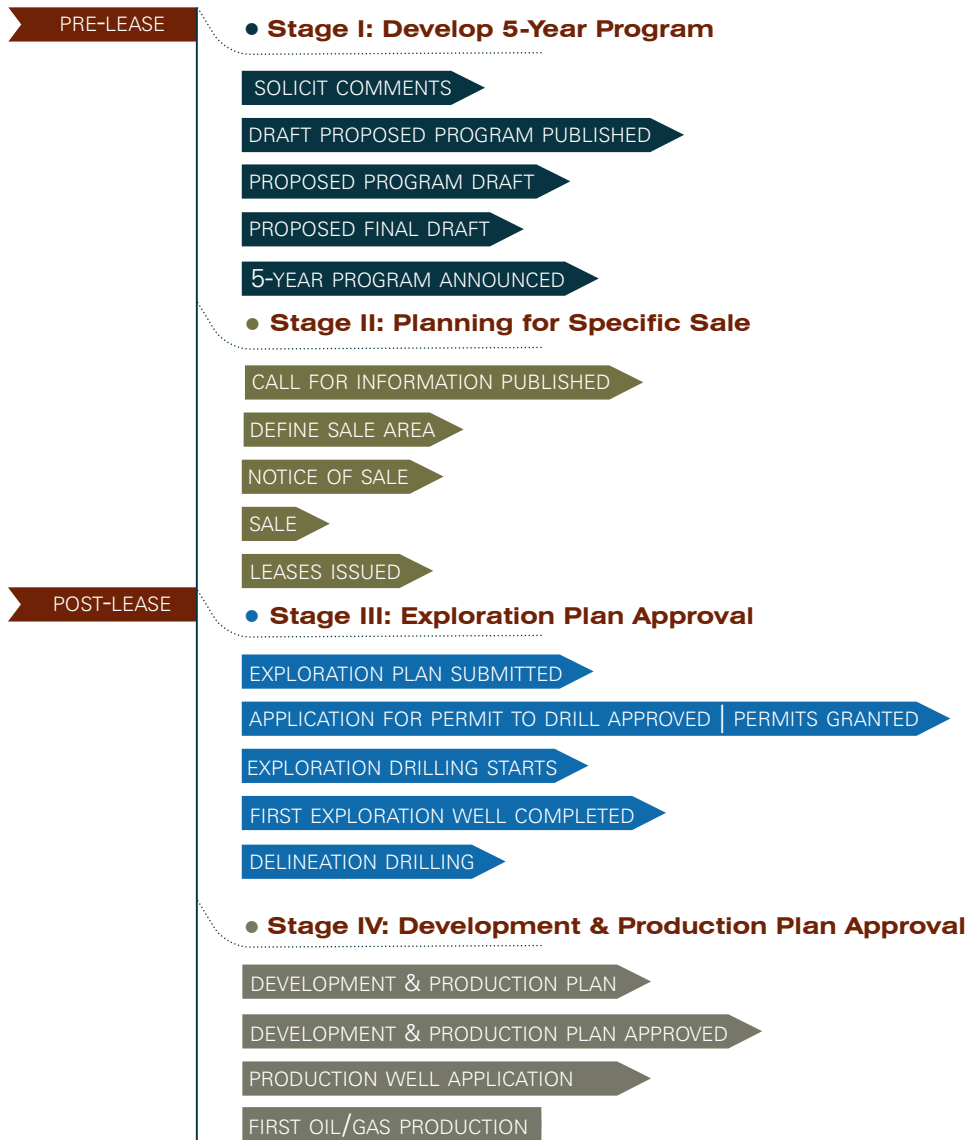 PRE-LEASE
• Stage I: Develop 5-Year Program
SOLICIT COMMENTS
DRAFT PROPOSED PROGRAM PUBLISHED
PROPOSED PROGRAM DRAFT
PROPOSED FINAL DRAFT
5-YEAR PROGRAM ANNOUNCED
• Stage II: Planning for Specific Sale
CALL FOR INFORMATION PUBLISHED
DEFINE SALE AREA
NOTICE OF SALE
SALE
LEASES ISSUED
POST-LEASE
• Stage III: Exploration Plan Approval
EXPLORATION PLAN SUBMITTED
APPLICATION FOR PERMIT TO DRILL APPROVED | PERMITS GRANTED
EXPLORATION DRILLING STARTS
FIRST EXPLORATION WELL COMPLETED
DELINEATION DRILLING
• Stage IV: Development & Production Plan Approval
DEVELOPMENT & PRODUCTION PLAN
DEVELOPMENT & PRODUCTION PLAN APPROVED
PRODUCTION WELL APPLICATION
FIRST OIL/GAS PRODUCTION